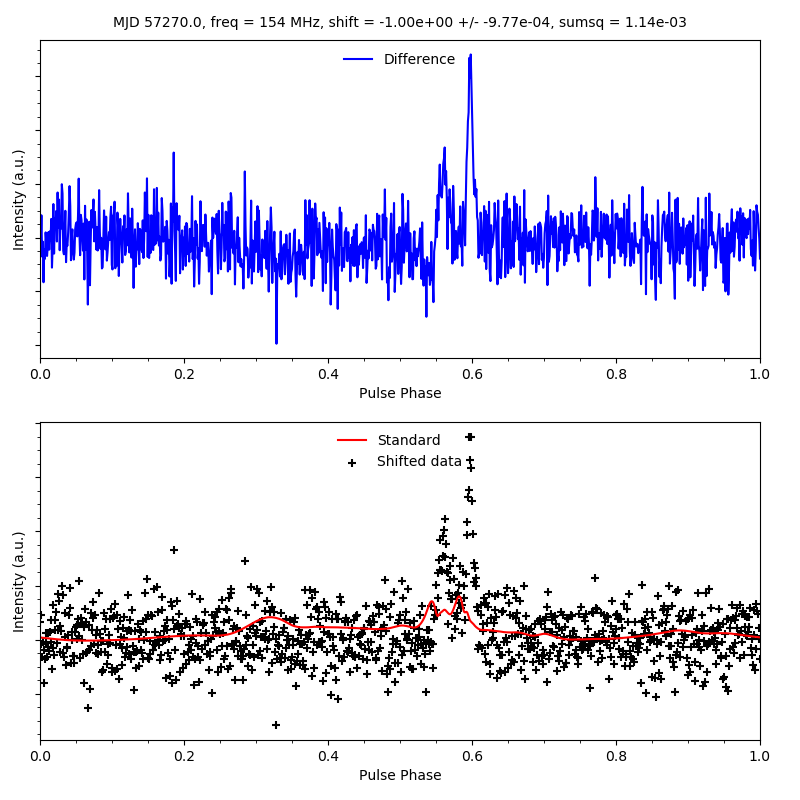 MJD 57270.0, freq = 154 MHz, shift = -1.00e+00 +/- -9.77e-04, sumsq = 1.14e-03
Difference
Intensity (a.u.)
0.0 0.2 0.4 0.6 0.8 1.0
Pulse Phase
Standard
Shifted data
Intensity (a.u.)
0.0 0.2 0.4 0.6 0.8 1.0
Pulse Phase